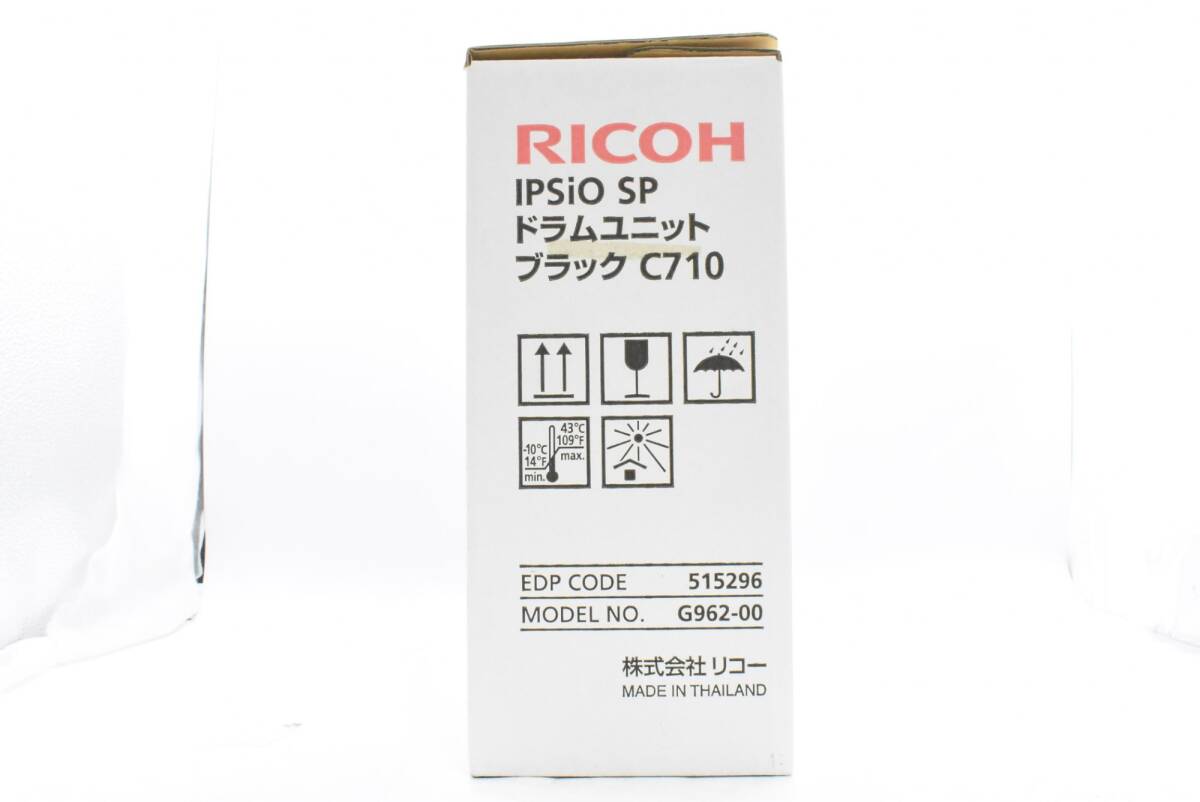 RICOH
IPSiO SP
ドラムユニット
ブラック C710
43°C
109°F
max.
-10°C
14°F
min.
EDP CODE 515296
MODEL NO. G962-00
株式会社 リコー
MADE IN THAILAND